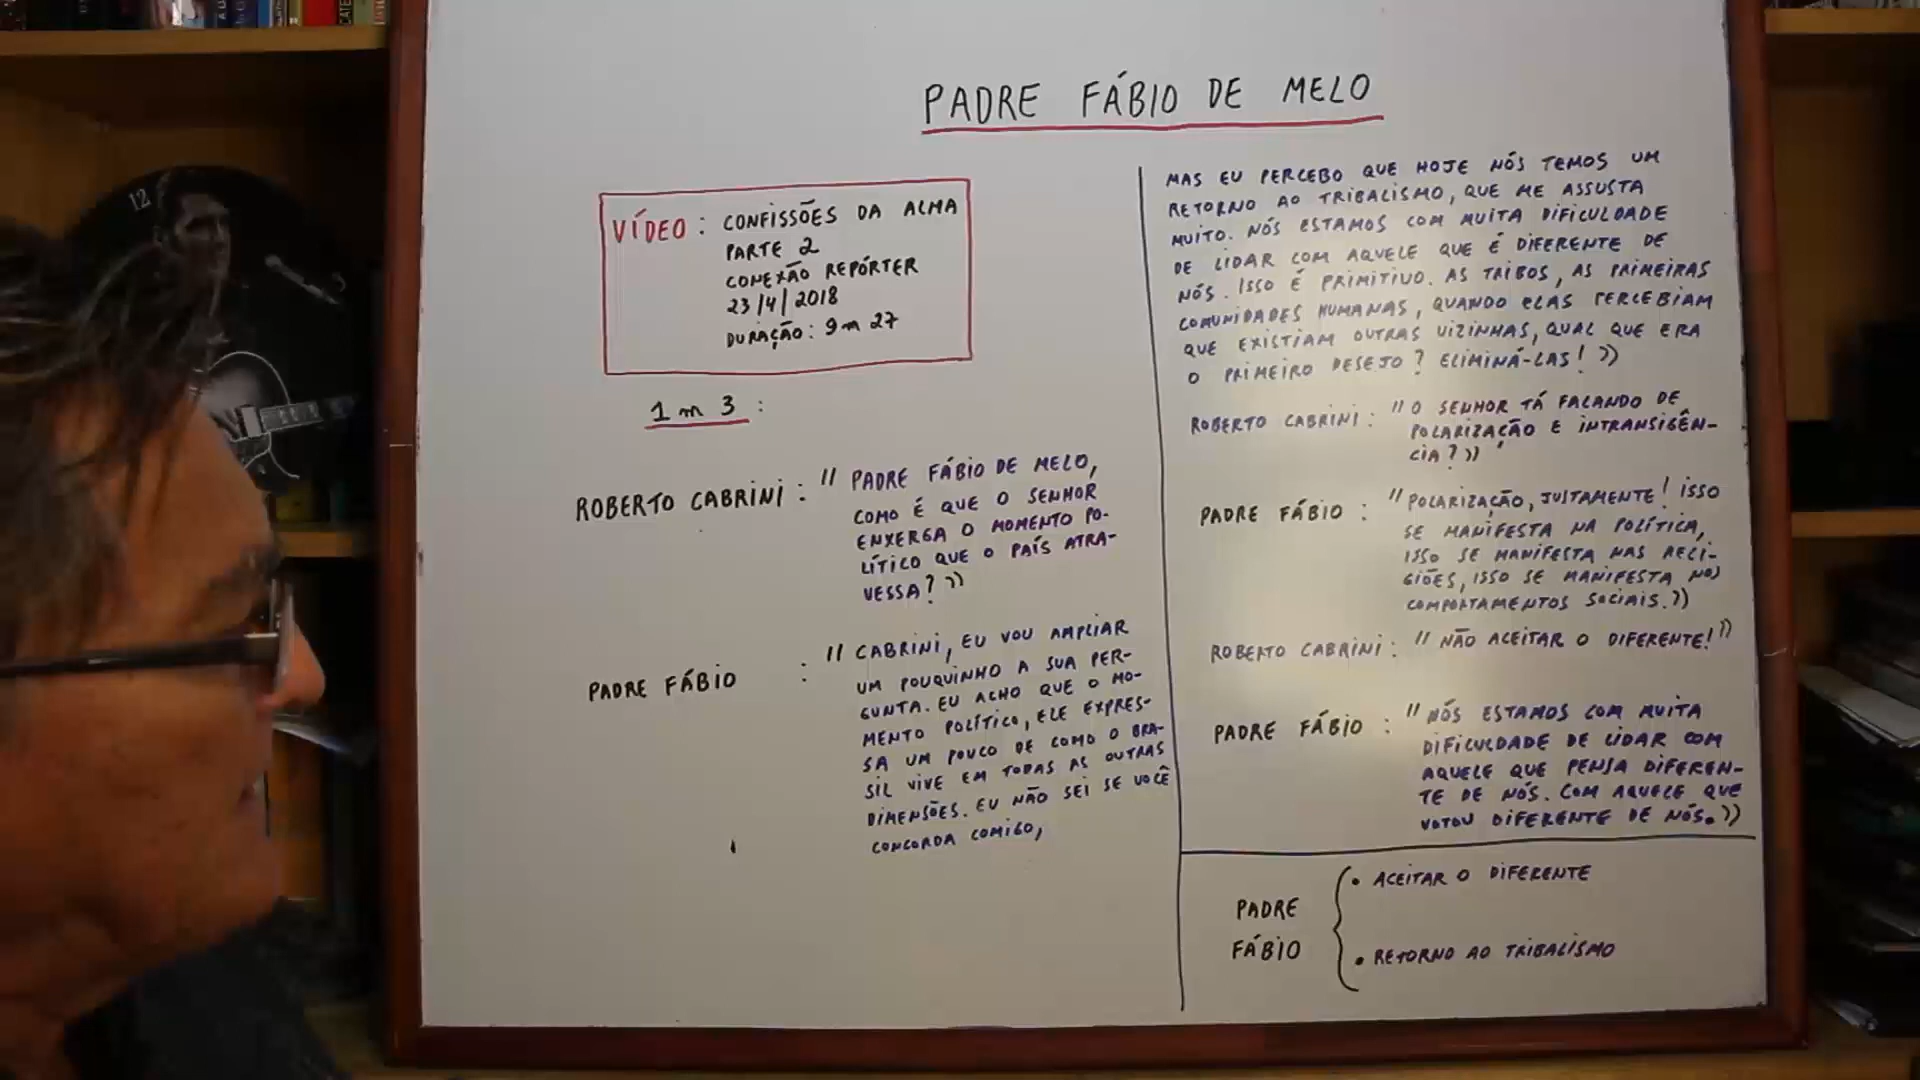 PADRE FÁBIO DE MELO
VÍDEO: CONFISSÕES DA ALMA
PARTE 2
CONEXÃO REPÓRTER
23/4/2018
DURAÇÃO: 9m 27
1 m 3 :
ROBERTO CABRINI: " PADRE FÁBIO DE MELO,
COMO É QUE O SENHOR
ENXERGA O MOMENTO PO-
LÍTICO QUE O PAÍS ATRA-
VESSA? "
PADRE FÁBIO : " CABRINI, EU VOU AMPLIAR
UM POUQUINHO A SUA PER-
GUNTA. EU ACHO QUE O MO-
MENTO POLÍTICO, ELE EXPRES-
SA UM POUCO DE COMO O BRA-
SIL VIVE EM TODAS AS OUTRAS
DIMENSÕES. EU NÃO SEI SE VOCÊ
CONCORDA COMIGO,
MAS EU PERCEBO QUE HOJE NÓS TEMOS UM
RETORNO AO TRIBALISMO, QUE ME ASSUSTA
MUITO. NÓS ESTAMOS COM MUITA DIFICULDADE
DE LIDAR COM AQUELE QUE É DIFERENTE DE
NÓS. ISSO É PRIMITIVO. AS TRIBOS, AS PRIMEIRAS
COMUNIDADES HUMANAS, QUANDO ELAS PERCEBIAM
QUE EXISTIAM OUTRAS VIZINHAS, QUAL QUE ERA
O PRIMEIRO DESEJO? ELIMINÁ-LAS! "
ROBERTO CABRINI: " O SENHOR TÁ FALANDO DE
POLARIZAÇÃO E INTRANSIGÊN-
CIA? "
PADRE FÁBIO : " POLARIZAÇÃO, JUSTAMENTE! ISSO
SE MANIFESTA NA POLÍTICA,
ISSO SE MANIFESTA NAS RELI-
GIÕES, ISSO SE MANIFESTA NOS
COMPORTAMENTOS SOCIAIS. "
ROBERTO CABRINI: " NÃO ACEITAR O DIFERENTE! "
PADRE FÁBIO : " NÓS ESTAMOS COM MUITA
DIFICULDADE DE LIDAR COM
AQUELE QUE PENSA DIFEREN-
TE DE NÓS. COM AQUELE QUE
VOTOU DIFERENTE DE NÓS. "
PADRE
FÁBIO
• ACEITAR O DIFERENTE
• RETORNO AO TRIBALISMO
12